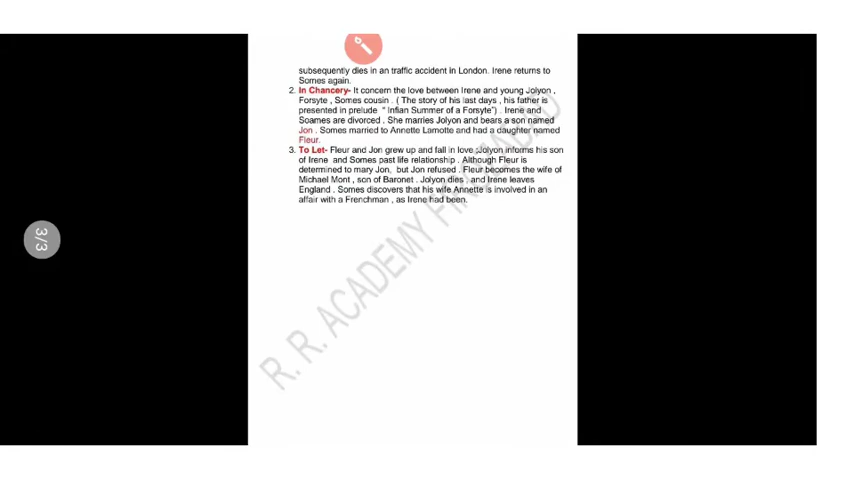 subsequently dies in an traffic accident in London. Irene returns to
Somes again.
2. In Chancery- It concern the love between Irene and young Jolyon ,
Forsyte , Somes cousin . ( The story of his last days , his father is
presented in prelude “ Infian Summer of a Forsyte”) . Irene and
Soames are divorced . She marries Jolyon and bears a son named
Jon . Somes married to Annette Lamotte and had a daughter named
Fleur.
3. To Let- Fleur and Jon grew up and fall in love ;Jolyon informs his son
of Irene and Somes past life relationship . Although Fleur is
determined to mary Jon, but Jon refused . Fleur becomes the wife of
Michael Mont , son of Baronet . Jolyon dies , and Irene leaves
England . Somes discovers that his wife Annette is involved in an
affair with a Frenchman , as Irene had been.
3/3
R. R. ACADEMY FIROZABAD